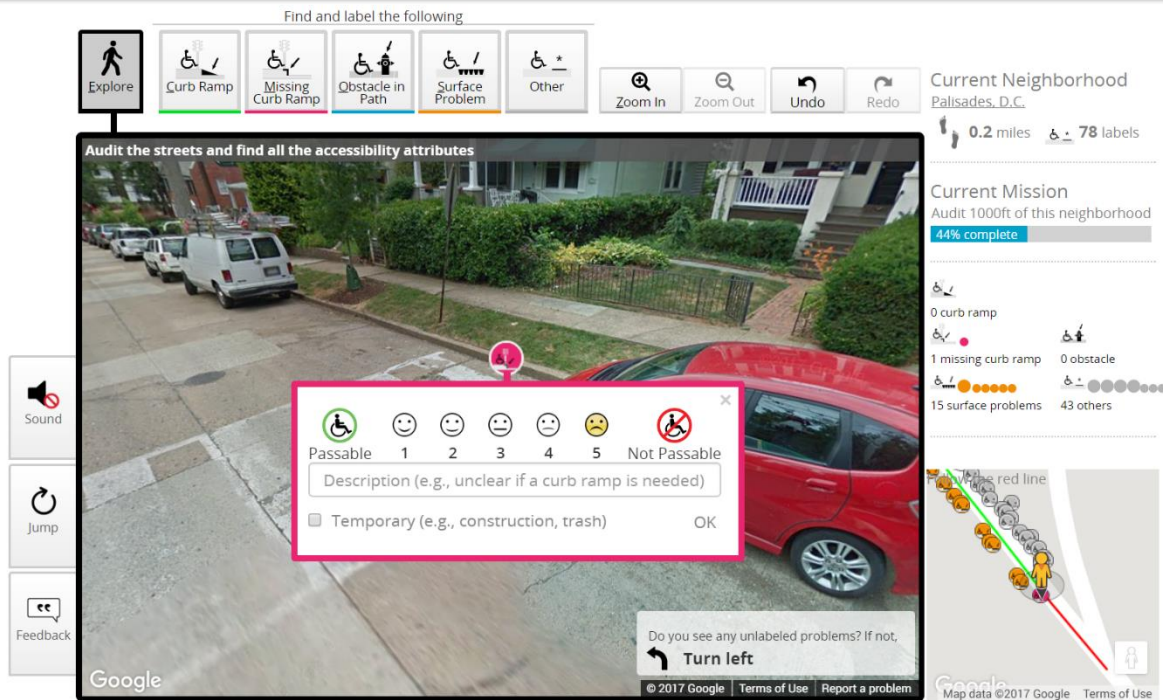 Find and label the following
Explore
Curb Ramp
Missing
Curb Ramp
Obstacle in
Path
Surface
Problem
Other
Zoom In
Zoom Out
Undo
Redo
Audit the streets and find all the accessibility attributes
Sound
Jump
Feedback
Passable
1
2
3
4
5
Not Passable
×
Description (e.g., unclear if a curb ramp is needed)
Temporary (e.g., construction, trash)
OK
Do you see any unlabeled problems? If not,
Turn left
Google
© 2017 Google
Terms of Use
Report a problem
Current Neighborhood
Palisades, D.C.
0.2 miles
78 labels
Current Mission
Audit 1000ft of this neighborhood
44% complete
0 curb ramp
1 missing curb ramp
0 obstacle
15 surface problems
43 others
Follow the red line
Google
Map data ©2017 Google
Terms of Use